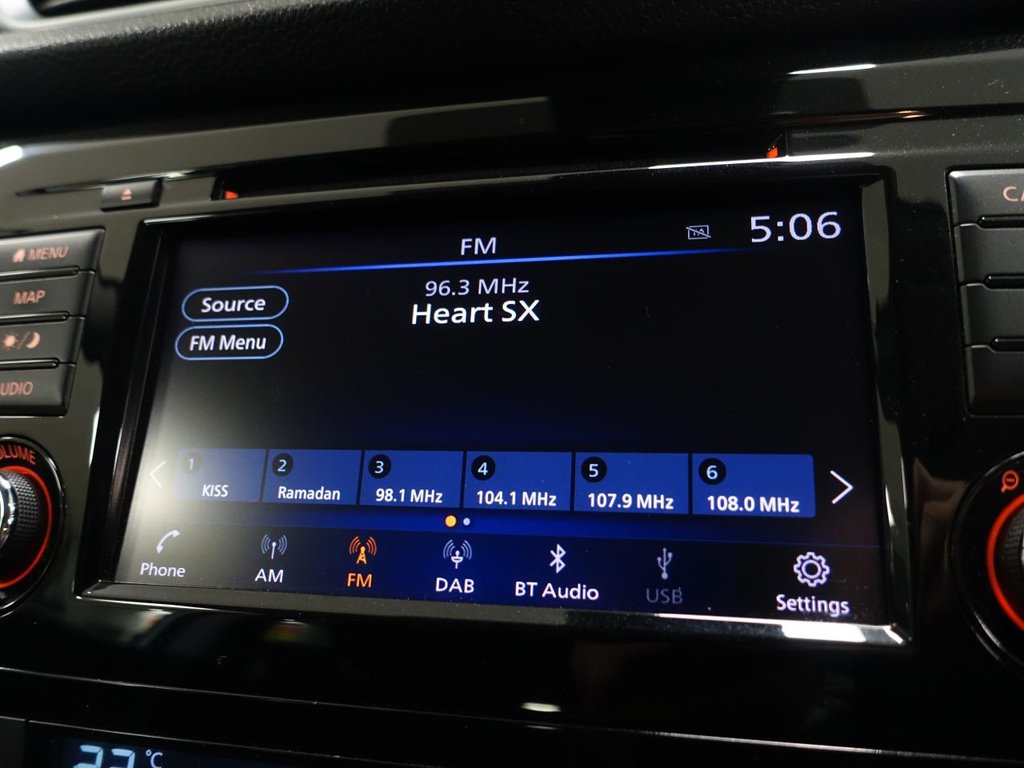 CA
FM
TA
5:06
MENU
96.3 MHz
Source
Heart SX
MAP
FM Menu
UDIO
1 2 3 4 5 6
KISS Ramadan 98.1 MHz 104.1 MHz 107.9 MHz 108.0 MHz
OLUME
Phone AM FM DAB BT Audio USB Settings
°C